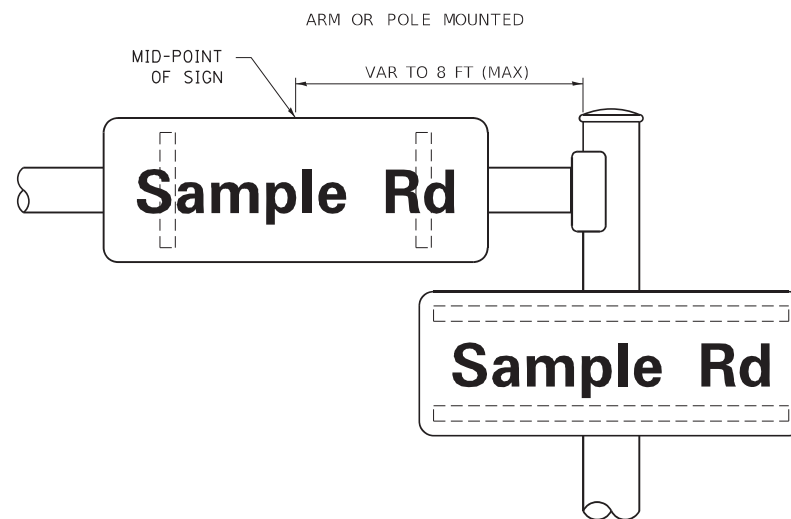 ARM OR POLE MOUNTED
MID-POINT
OF SIGN
VAR TO 8 FT (MAX)
Sample Rd
Sample Rd